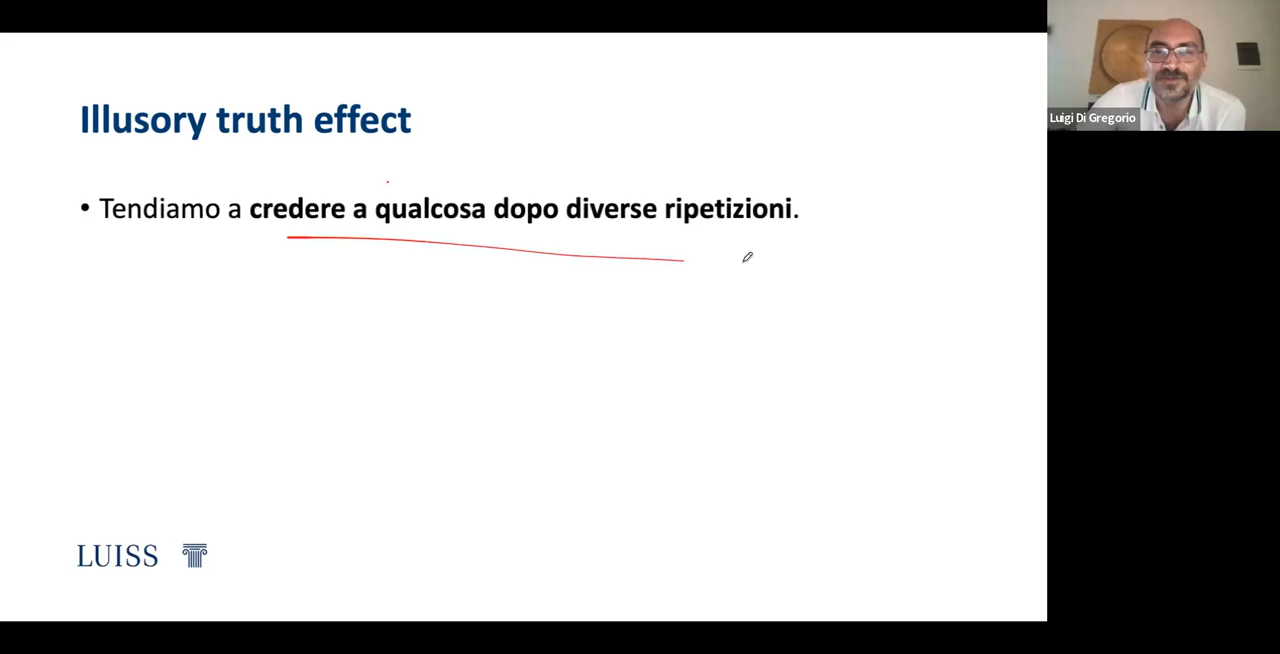 Illusory truth effect
• Tendiamo a credere a qualcosa dopo diverse ripetizioni.
LUISS
Luigi Di Gregorio